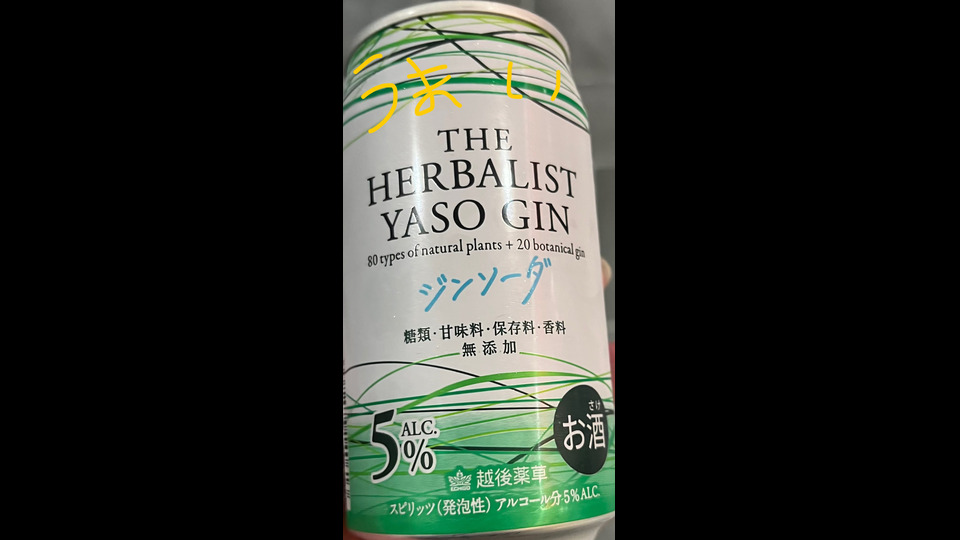 うまい
THE
HERBALIST
YASO GIN
80 types of natural plants + 20 botanical gin
ジンソーダ
糖類・甘味料・保存料・香料
無添加
5% ALC.
さけ
お酒
ECHIGO
越後薬草
スピリッツ(発泡性) アルコール分5%ALC.